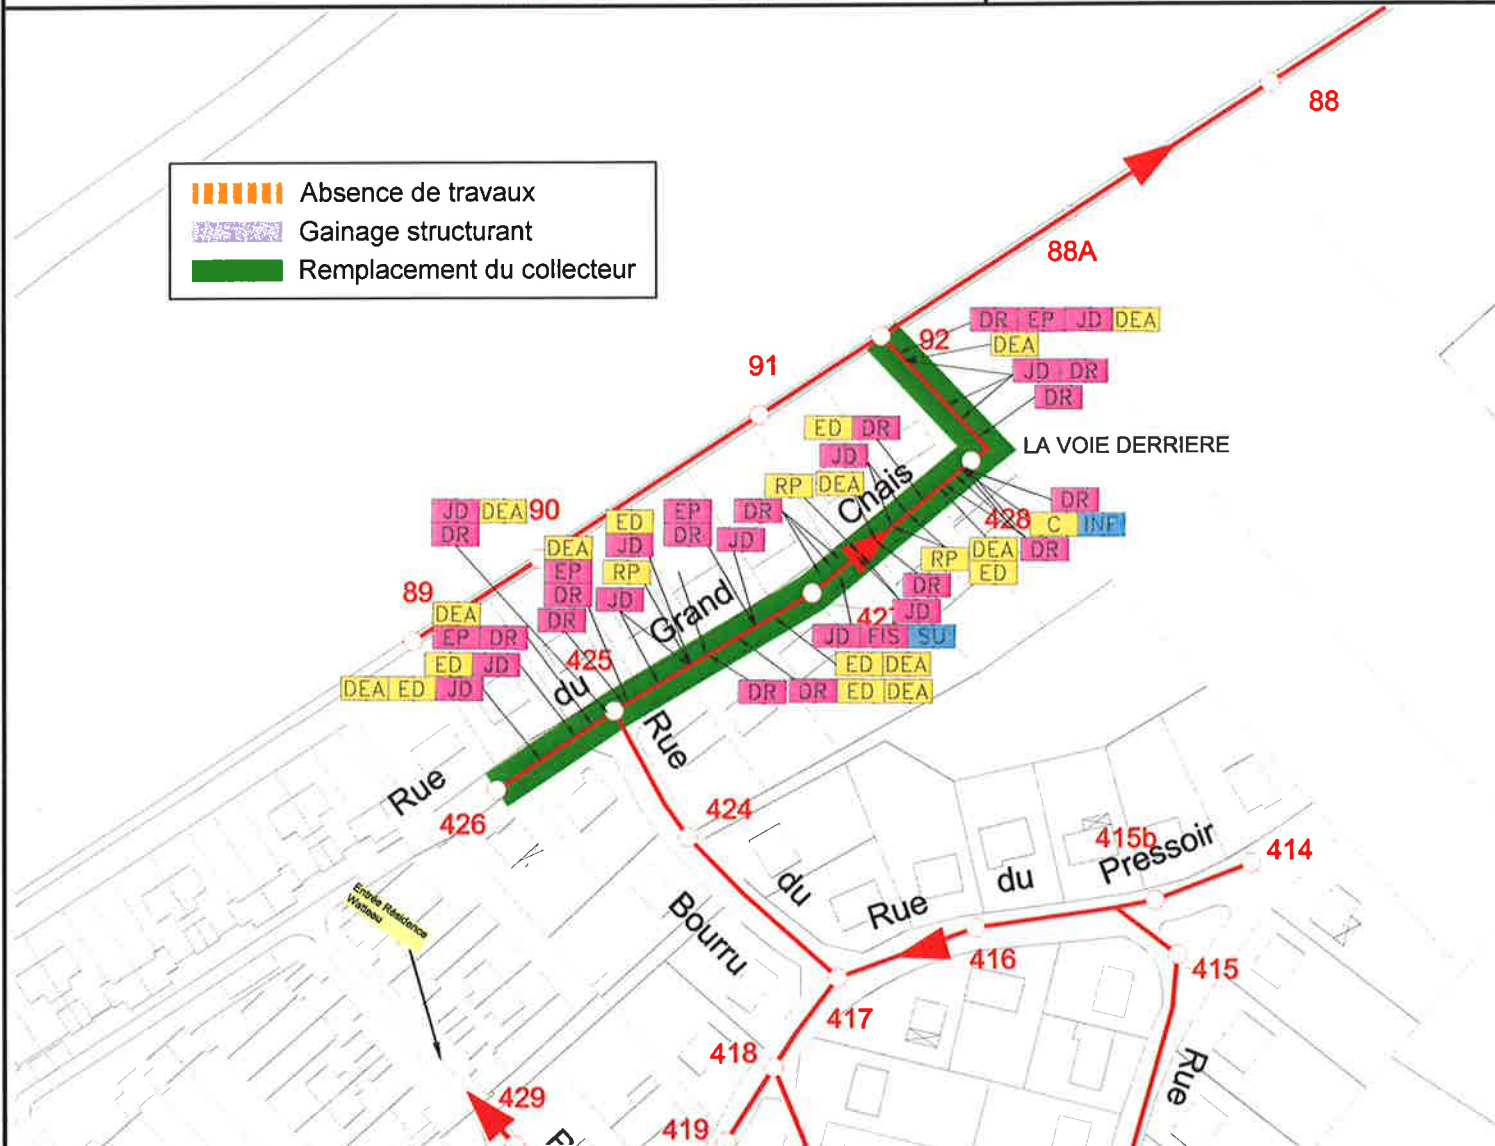 88
Absence de travaux
Gainage structurant
Remplacement du collecteur
88A
DR EP JD DEA
92
DEA
91
JD DR
DR
ED DR
JD
LA VOIE DERRIERE
RP DEA
Cnais
JD DEA 90
DR
ED
JD
EP
DR
DR
JD
DR
428
C INF
DR
DEA
EP
DR
DR
RP
JD
RP
DEA
ED
89
DEA
EP DR
ED JD
DEA ED JD
425
du
Grand
DR
JD
JD FIS SU
ED DEA
DR DR ED DEA
Rue
Rue
426
424
415b
414
Pressoir
du
Rue
du
Bourru
Entrée Résidence
Watteau
416
415
417
418
Rue
429
419